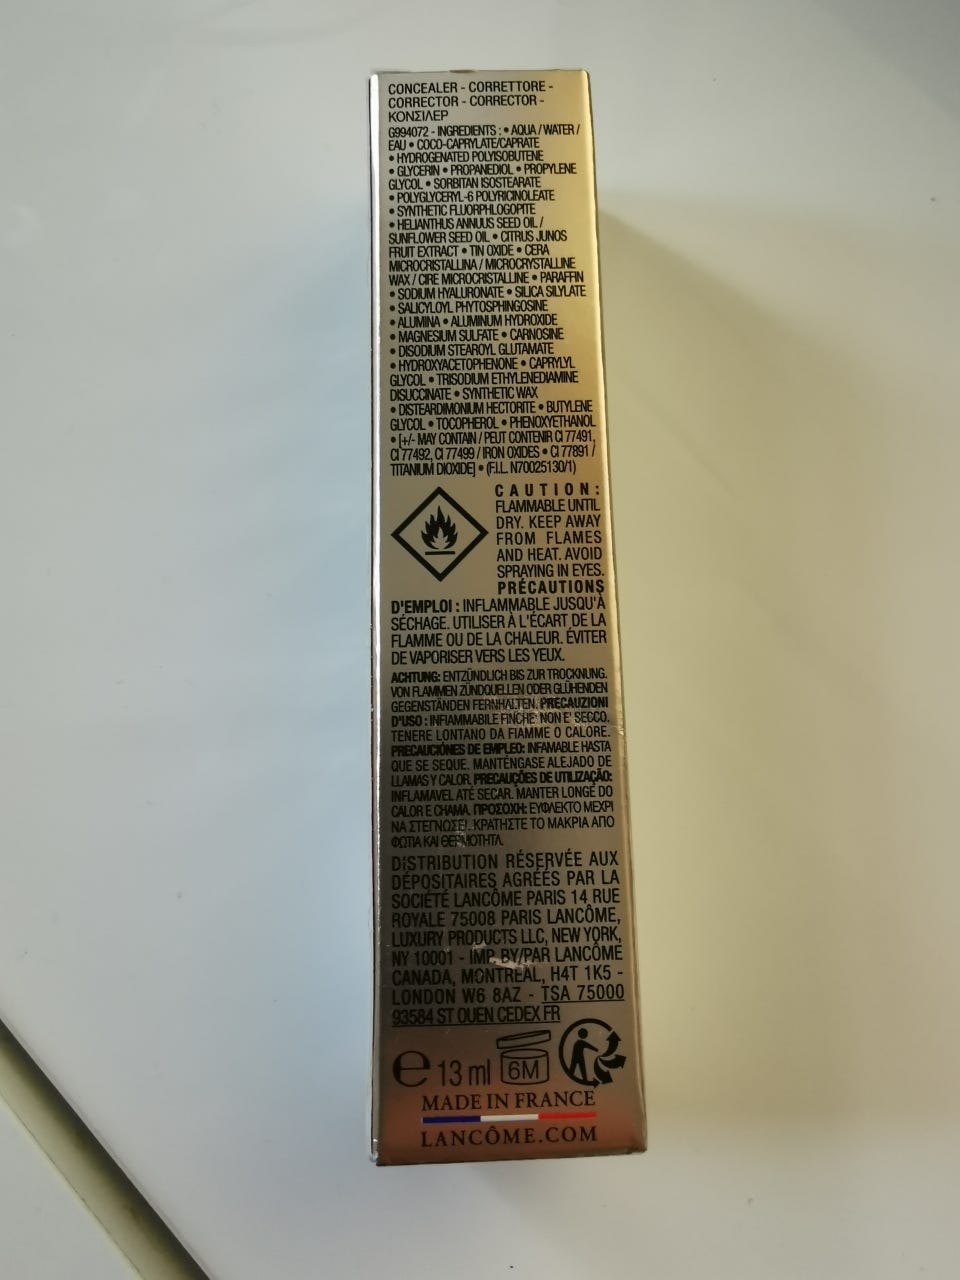 CONCEALER - CORRETTORE -
CORRECTOR - CORRECTOR -
ΚΟΝΣΙΛΕΡ
G994072 - INGREDIENTS : • AQUA / WATER /
EAU • COCO-CAPRYLATE/CAPRATE
• HYDROGENATED POLYISOBUTENE
• GLYCERIN • PROPANEDIOL • PROPYLENE
GLYCOL • SORBITAN ISOSTEARATE
• POLYGLYCERYL-6 POLYRICINOLEATE
• SYNTHETIC FLUORPHLOGOPITE
• HELIANTHUS ANNUUS SEED OIL /
SUNFLOWER SEED OIL • CITRUS JUNOS
FRUIT EXTRACT • TIN OXIDE • CERA
MICROCRISTALLINA / MICROCRYSTALLINE
WAX / CIRE MICROCRISTALLINE • PARAFFIN
• SODIUM HYALURONATE • SILICA SILYLATE
• SALICYLOYL PHYTOSPHINGOSINE
• ALUMINA • ALUMINUM HYDROXIDE
• MAGNESIUM SULFATE • CARNOSINE
• DISODIUM STEAROYL GLUTAMATE
• HYDROXYACETOPHENONE • CAPRYLYL
GLYCOL • TRISODIUM ETHYLENEDIAMINE
DISUCCINATE • SYNTHETIC WAX
• DISTEARDIMONIUM HECTORITE • BUTYLENE
GLYCOL • TOCOPHEROL • PHENOXYETHANOL
• [+/- MAY CONTAIN / PEUT CONTENIR CI 77491,
CI 77492, CI 77499 / IRON OXIDES • CI 77891 /
TITANIUM DIOXIDE] • (F.I.L. N70025130/1)
CAUTION:
FLAMMABLE UNTIL
DRY. KEEP AWAY
FROM FLAMES
AND HEAT. AVOID
SPRAYING IN EYES.
PRÉCAUTIONS
D'EMPLOI : INFLAMMABLE JUSQU'À
SÉCHAGE. UTILISER À L'ÉCART DE LA
FLAMME OU DE LA CHALEUR. ÉVITER
DE VAPORISER VERS LES YEUX.
ACHTUNG: ENTZÜNDLICH BIS ZUR TROCKNUNG.
VON FLAMMEN ZÜNDQUELLEN ODER GLÜHENDEN
GEGENSTÄNDEN FERNHALTEN. PRECAUZIONI
D'USO : INFIAMMABILE FINCHE' NON E' SECCO.
TENERE LONTANO DA FIAMME O CALORE.
PRECAUCIÓNES DE EMPLEO: INFAMABLE HASTA
QUE SE SEQUE. MANTÉNGASE ALEJADO DE
LLAMAS Y CALOR. PRECAUÇÕES DE UTILIZAÇÃO:
INFLAMAVEL ATÉ SECAR. MANTER LONGE DO
CALOR E CHAMA. ΠΡΟΣΟΧΗ: ΕΥΦΛΕΚΤΟ ΜΕΧΡΙ
ΝΑ ΣΤΕΓΝΩΣΕΙ. ΚΡΑΤΗΣΤΕ ΤΟ ΜΑΚΡΙΑ ΑΠΟ
ΦΩΤΙΑ ΚΑΙ ΘΕΡΜΟΤΗΤΑ.
DISTRIBUTION RÉSERVÉE AUX
DÉPOSITAIRES AGRÉÉS PAR LA
SOCIÉTÉ LANCÔME PARIS 14 RUE
ROYALE 75008 PARIS LANCÔME,
LUXURY PRODUCTS LLC, NEW YORK,
NY 10001 - IMP. BY/PAR LANCÔME
CANADA, MONTRÉAL, H4T 1K5 -
LONDON W6 8AZ - TSA 75000
93584 ST OUEN CEDEX FR
e 13 ml 6M
MADE IN FRANCE
LANCÔME.COM